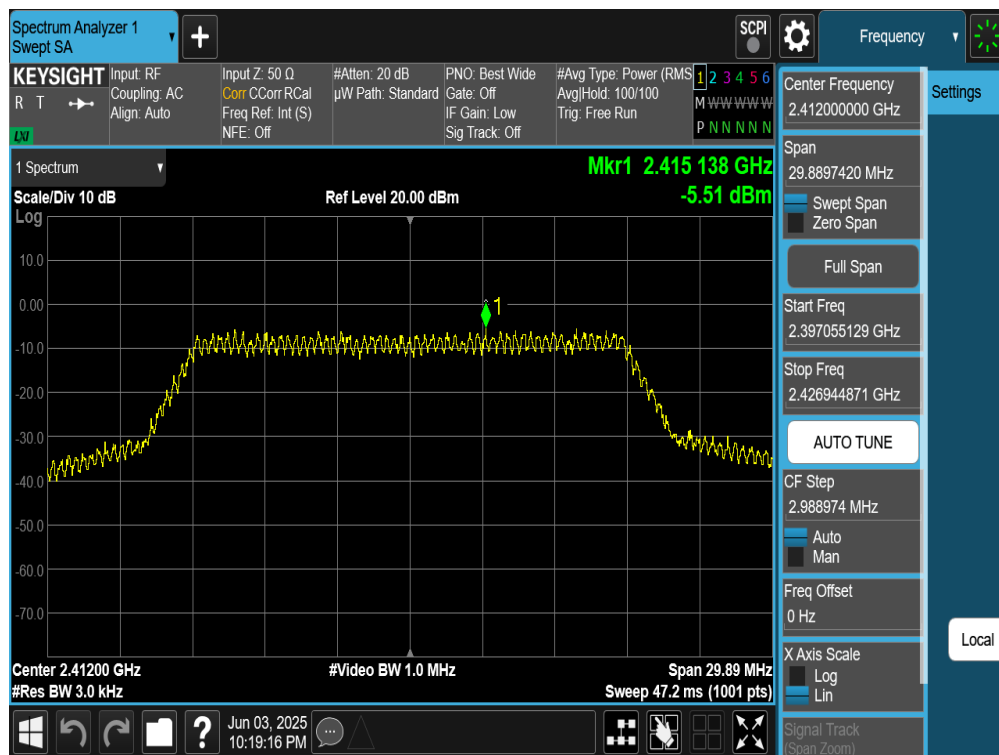 Spectrum Analyzer 1
Swept SA
+
SCPI
Frequency
KEYSIGHT
R T
LXI
Input: RF
Coupling: AC
Align: Auto
Input Z: 50 Ω
Corr CCorr RCal
Freq Ref: Int (S)
NFE: Off
#Atten: 20 dB
µW Path: Standard
PNO: Best Wide
Gate: Off
IF Gain: Low
Sig Track: Off
#Avg Type: Power (RMS
Avg|Hold: 100/100
Trig: Free Run
1 2 3 4 5 6
M W W W W W W
P N N N N N N
1 Spectrum
Mkr1 2.415 138 GHz
Scale/Div 10 dB
Ref Level 20.00 dBm
-5.51 dBm
Log
10.0
0.00
1
-10.0
-20.0
-30.0
-40.0
-50.0
-60.0
-70.0
Center 2.41200 GHz
#Video BW 1.0 MHz
Span 29.89 MHz
#Res BW 3.0 kHz
Sweep 47.2 ms (1001 pts)
?
Jun 03, 2025
10:19:16 PM
Center Frequency
2.412000000 GHz
Span
29.8897420 MHz
Swept Span
Zero Span
Full Span
Start Freq
2.397055129 GHz
Stop Freq
2.426944871 GHz
AUTO TUNE
CF Step
2.988974 MHz
Auto
Man
Freq Offset
0 Hz
X Axis Scale
Log
Lin
Signal Track
(Span Zoom)
Settings
Local